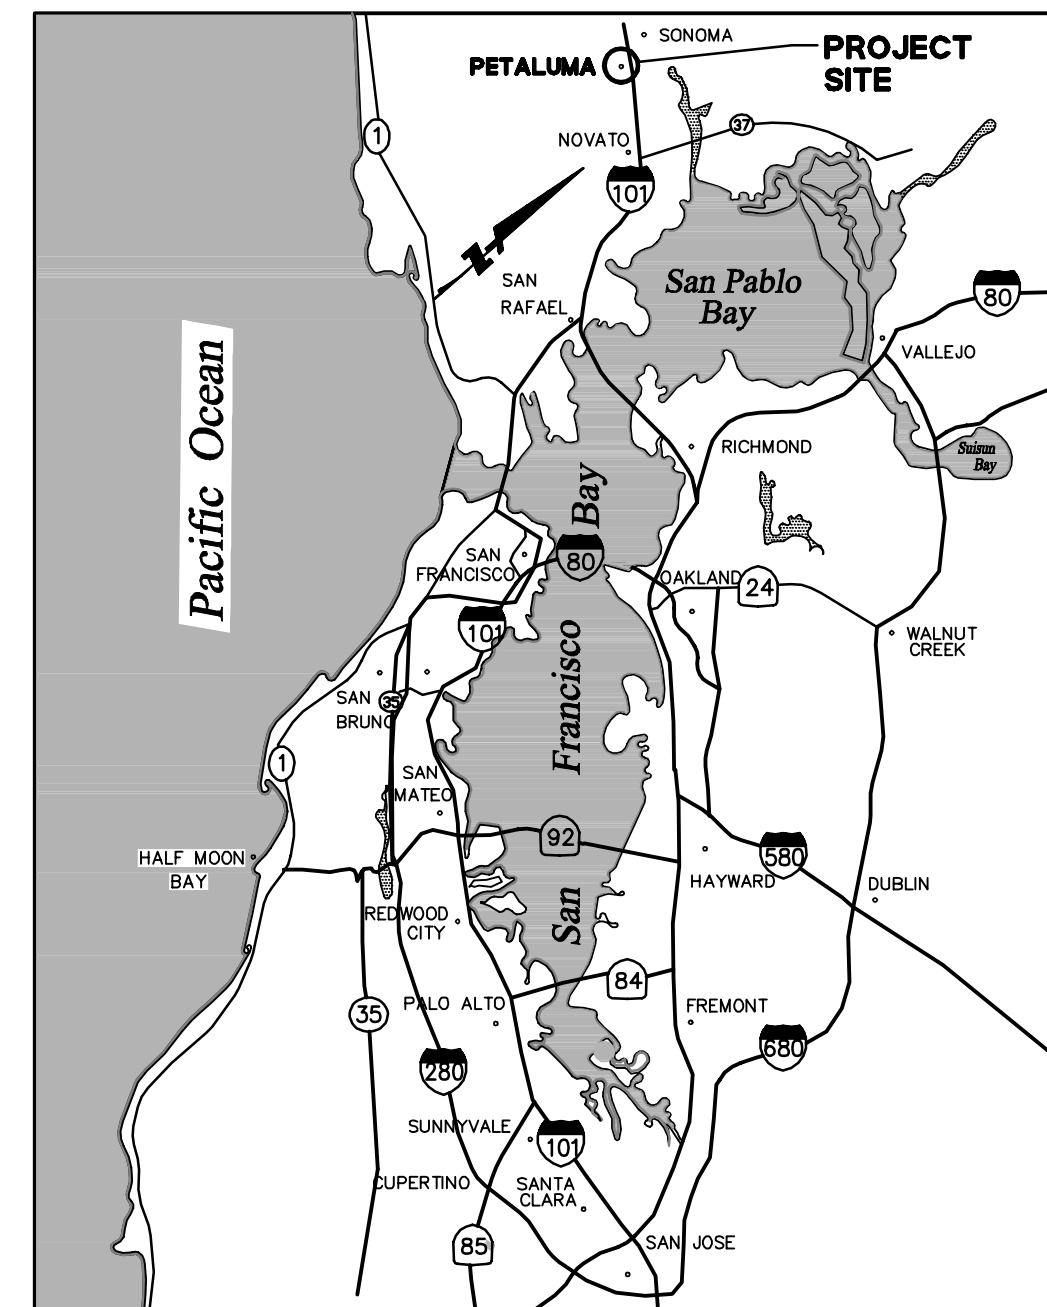 SONOMA
PROJECT
SITE
PETALUMA
37
1
NOVATO
101
N
SAN
RAFAEL
San Pablo
Bay
80
VALLEJO
Pacific Ocean
RICHMOND
Suisun
Bay
San Francisco Bay
SAN
FRANCISCO
80
OAKLAND
24
101
WALNUT
CREEK
SAN
BRUNO
35
1
SAN
MATEO
92
580
HALF MOON
BAY
HAYWARD
DUBLIN
REDWOOD
CITY
84
PALO ALTO
FREMONT
35
680
280
SUNNYVALE
101
CUPERTINO
SANTA
CLARA
85
SAN JOSE